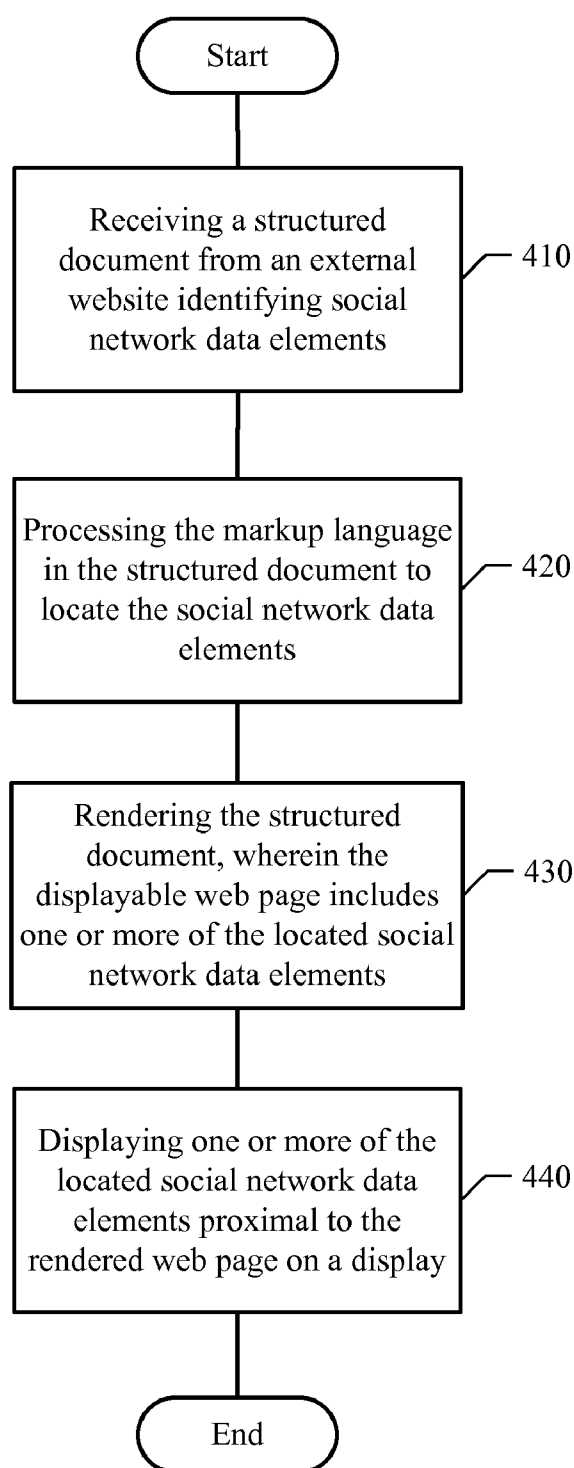 Start
Receiving a structured
document from an external
website identifying social
network data elements
410
Processing the markup language
in the structured document to
locate the social network data
elements
420
Rendering the structured
document, wherein the
displayable web page includes
one or more of the located social
network data elements
430
Displaying one or more of the
located social network data
elements proximal to the
rendered web page on a display
440
End